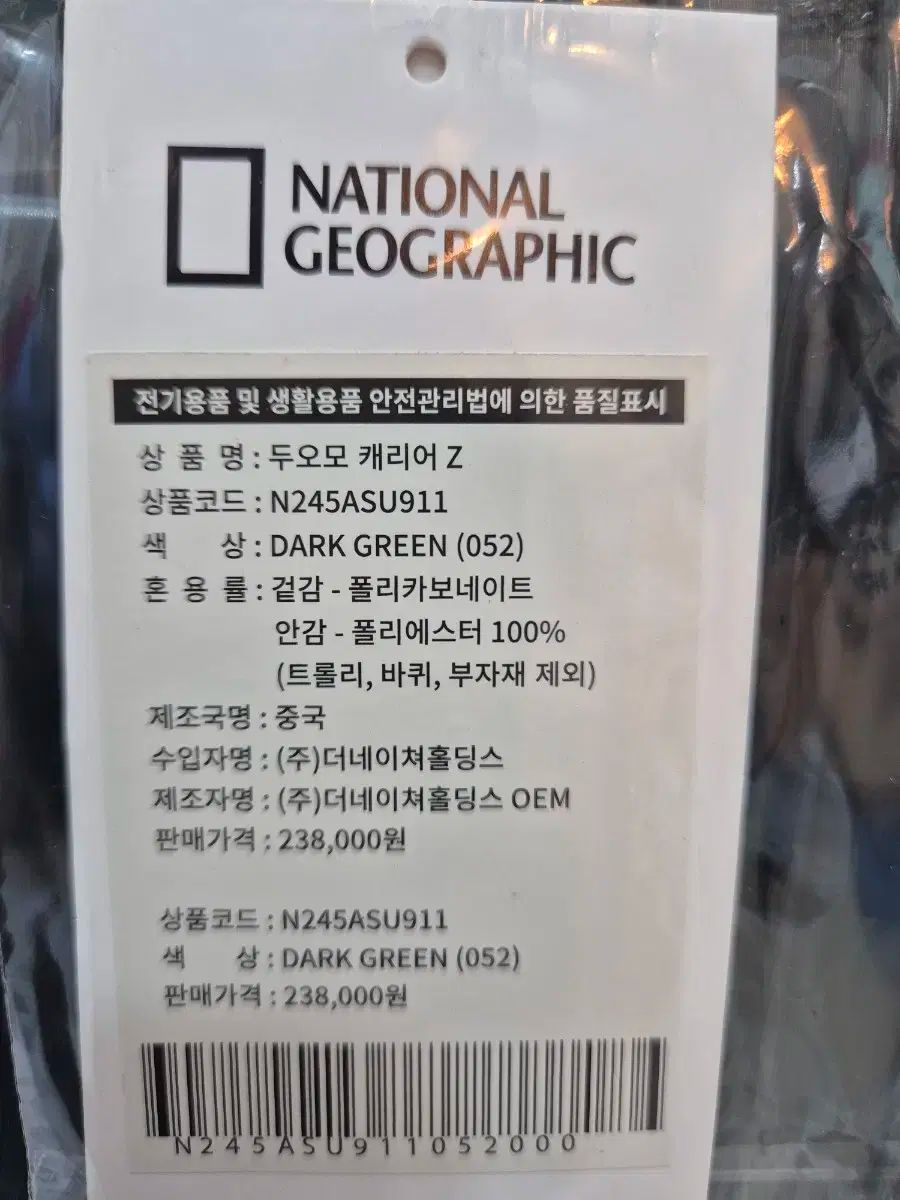 NATIONAL
GEOGRAPHIC
전기용품 및 생활용품 안전관리법에 의한 품질표시
상 품 명 : 두오모 캐리어 Z
상품코드 : N245ASU911
색 상 : DARK GREEN (052)
혼 용 률 : 겉감 - 폴리카보네이트
안감 - 폴리에스터 100%
(트롤리, 바퀴, 부자재 제외)
제조국명 : 중국
수입자명 : (주)더네이쳐홀딩스
제조자명 : (주)더네이쳐홀딩스 OEM
판매가격 : 238,000원
상품코드 : N245ASU911
색 상 : DARK GREEN (052)
판매가격 : 238,000원
N245ASU911052000